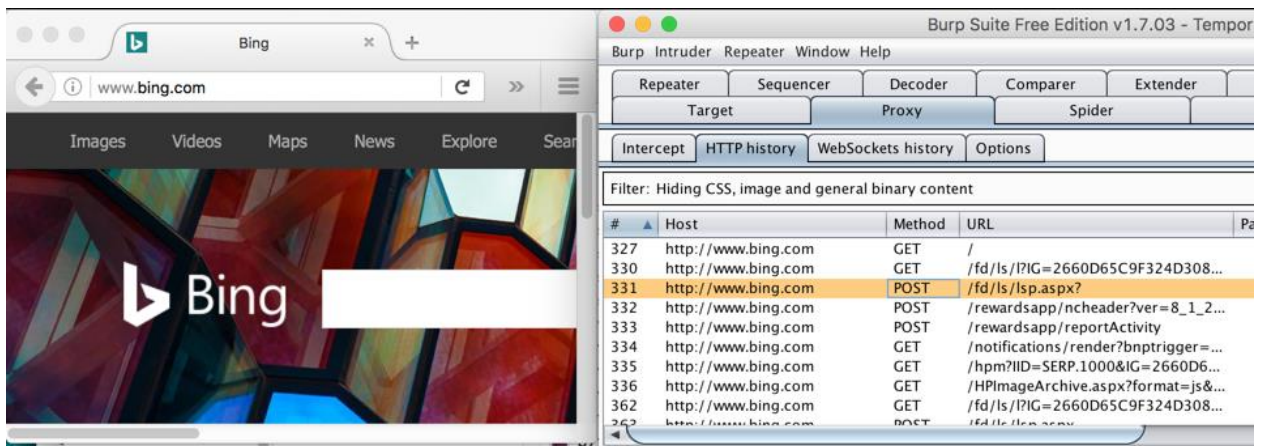 Bing
www.bing.com
Images Videos Maps News Explore Sear
Bing
Burp Suite Free Edition v1.7.03 - Tempor
Burp Intruder Repeater Window Help
Repeater Sequencer Decoder Comparer Extender
Target Proxy Spider
Intercept HTTP history WebSockets history Options
Filter: Hiding CSS, image and general binary content
# Host Method URL Pa
327 http://www.bing.com GET /
330 http://www.bing.com GET /fd/ls/l?IG=2660D65C9F324D308...
331 http://www.bing.com POST /fd/ls/lsp.aspx?
332 http://www.bing.com POST /rewardsapp/ncheader?ver=8_1_2...
333 http://www.bing.com POST /rewardsapp/reportActivity
334 http://www.bing.com GET /notifications/render?bnptrigger=...
335 http://www.bing.com GET /hpm?IID=SERP.1000&IG=2660D6...
336 http://www.bing.com GET /HPImageArchive.aspx?format=js&...
362 http://www.bing.com GET /fd/ls/l?IG=2660D65C9F324D308...